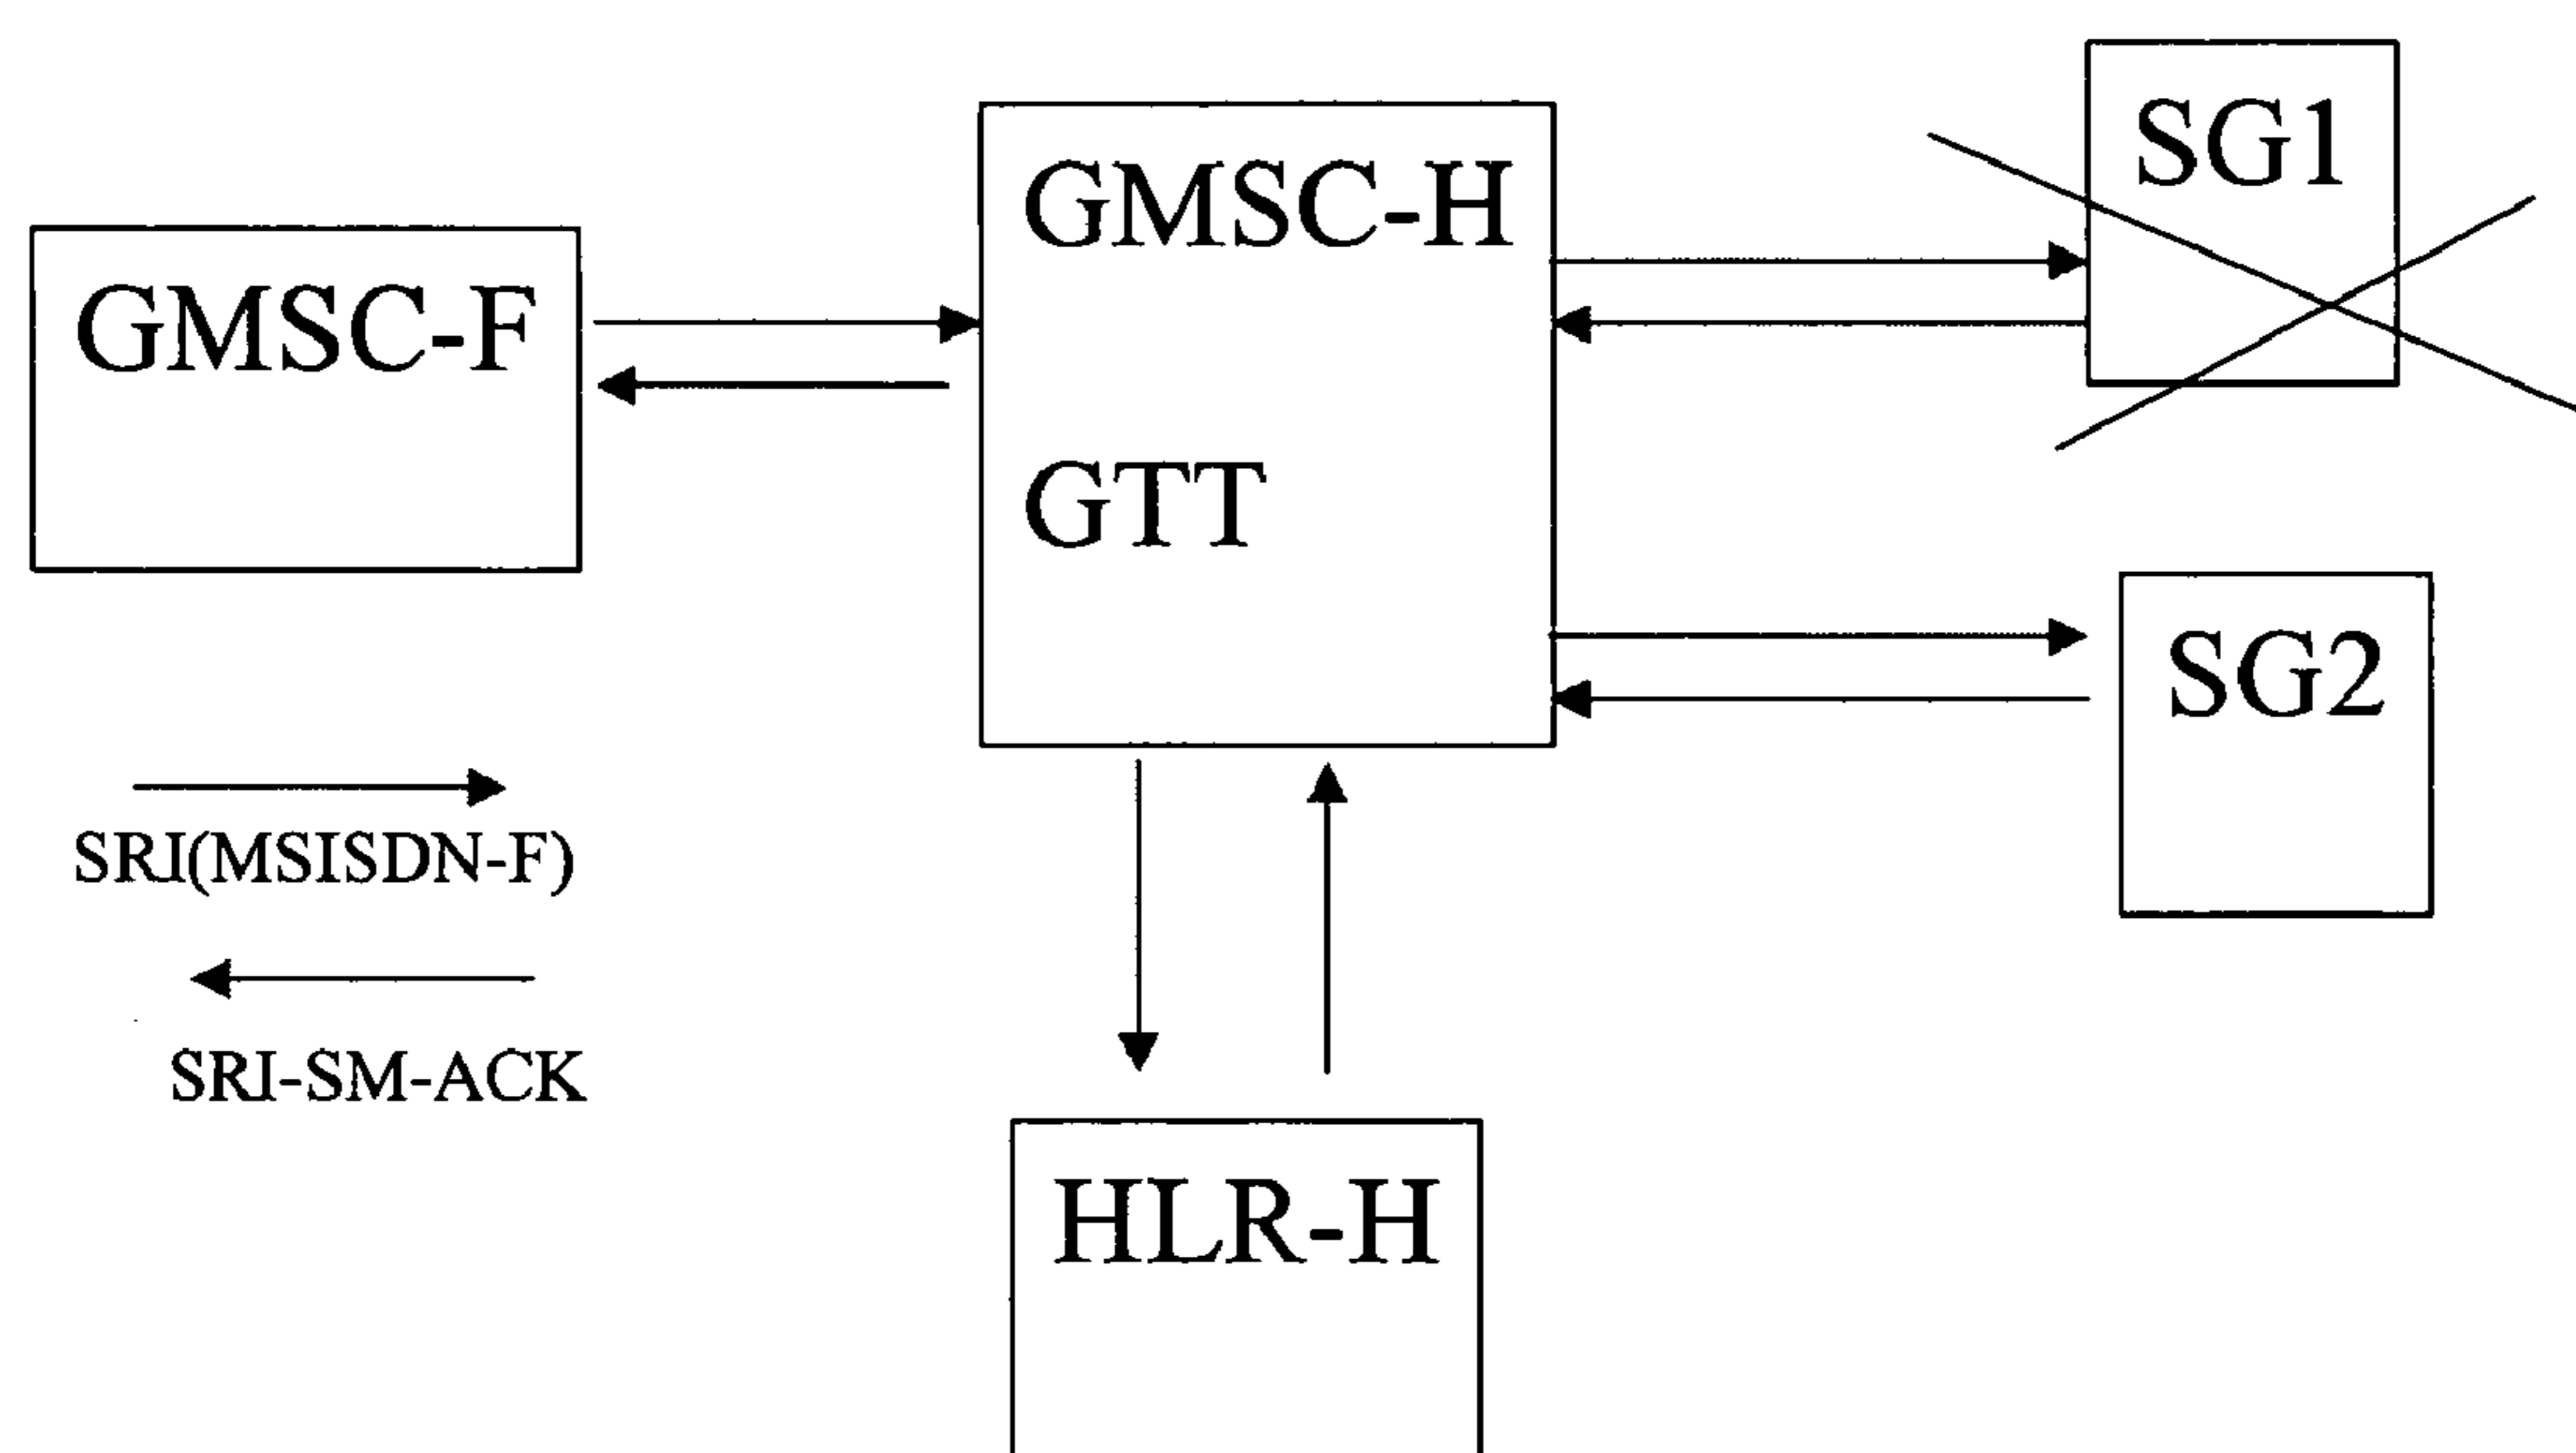 GMSC-F
GMSC-H
GTT
SG1
SG2
SRI(MSISDN-F)
SRI-SM-ACK
HLR-H